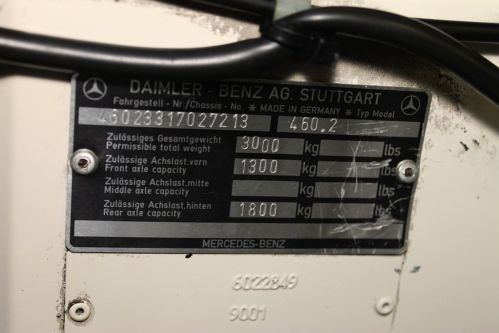 DAIMLER - BENZ AG, STUTTGART
Fahrgestell - Nr./Chassis - No. * MADE IN GERMANY * Typ Model
46023317027213 460.2
Zulässiges Gesamtgewicht
Permissible total weight 3000 kg lbs
Zulässige Achslast,vorn
Front axle capacity 1300 kg lbs
Zulässige Achslast,mitte
Middle axle capacity kg lbs
Zulässige Achslast,hinten
Rear axle capacity 1800 kg lbs
MERCEDES-BENZ
6022849
9001